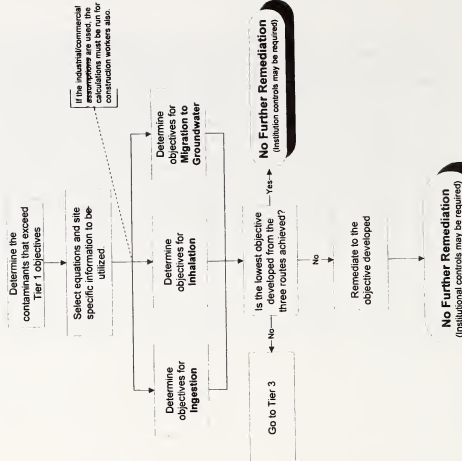 Determine the
contaminants that exceed
Tier 1 objectives
If the industrial/commercial
assumptions are used, the
calculations must be run for
construction workers also.
Select equations and site
specific information to be
utilized.
Determine
objectives for
Ingestion
Determine
objectives for
Inhalation
Determine
objectives for
Migration to
Groundwater
Is the lowest objective
developed from the
three routes achieved?
No
Yes
No
Go to Tier 3
No Further Remediation
(Institution controls may be required)
Remediate to the
objective developed
No Further Remediation
(Institutional controls may be required)